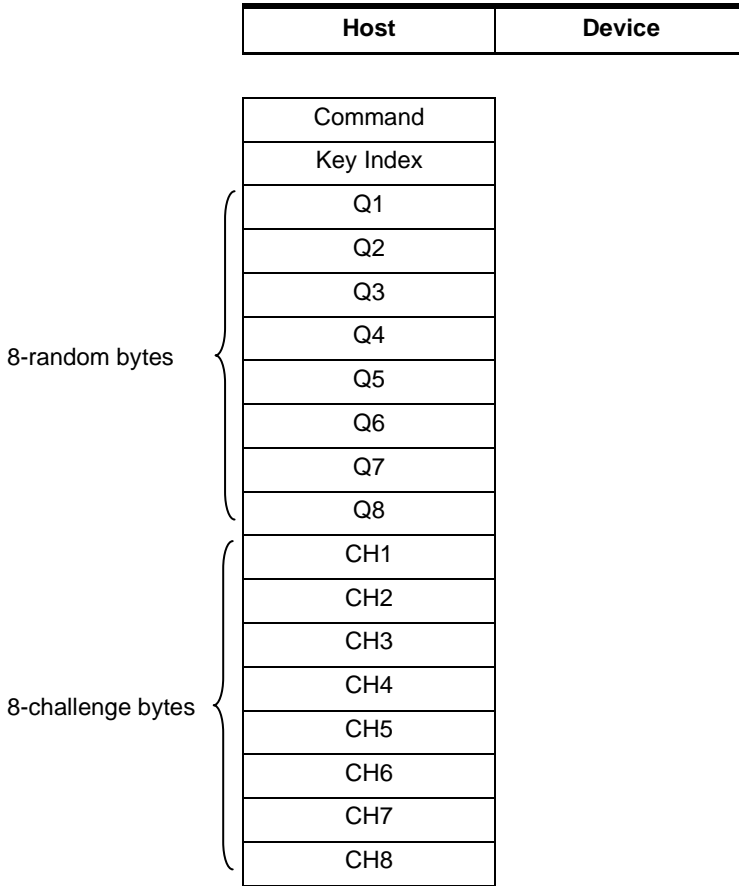 Host Device
Command
Key Index
Q1
Q2
Q3
Q4
8-random bytes
Q5
Q6
Q7
Q8
CH1
CH2
CH3
CH4
8-challenge bytes
CH5
CH6
CH7
CH8